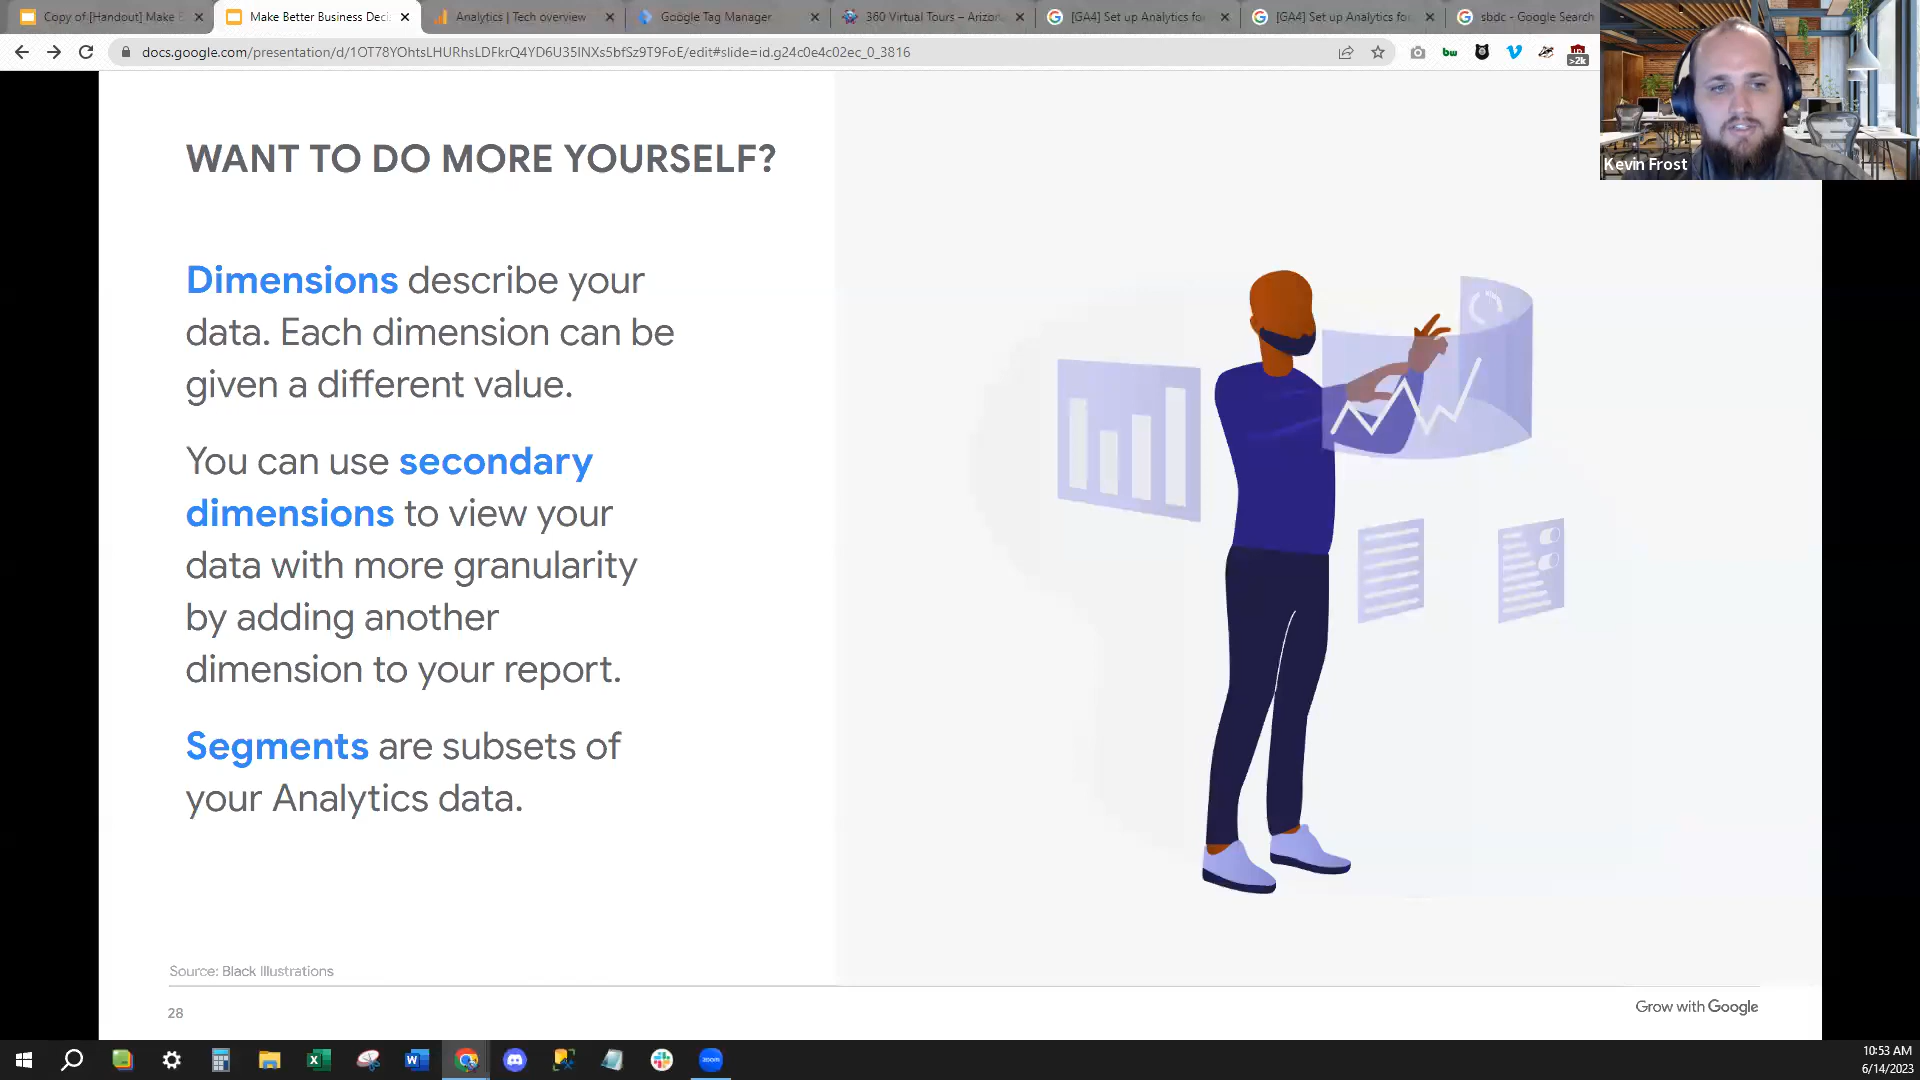 Copy of [Handout] Make
Make Better Business Deci
Analytics | Tech overview
Google Tag Manager
360 Virtual Tours – Arizon
[GA4] Set up Analytics fo
[GA4] Set up Analytics fo
sbdc - Google Search
docs.google.com/presentation/d/1OT78YOhtsLHURhsLDFkrQ4YD6U35INXs5bfSz9T9FoE/edit#slide=id.g24c0e4c02ec_0_3816
bw
>2k
Kevin Frost
WANT TO DO MORE YOURSELF?
Dimensions describe your
data. Each dimension can be
given a different value.
You can use secondary
dimensions to view your
data with more granularity
by adding another
dimension to your report.
Segments are subsets of
your Analytics data.
Source: Black Illustrations
28
Grow with Google
zoom
10:53 AM
6/14/2023